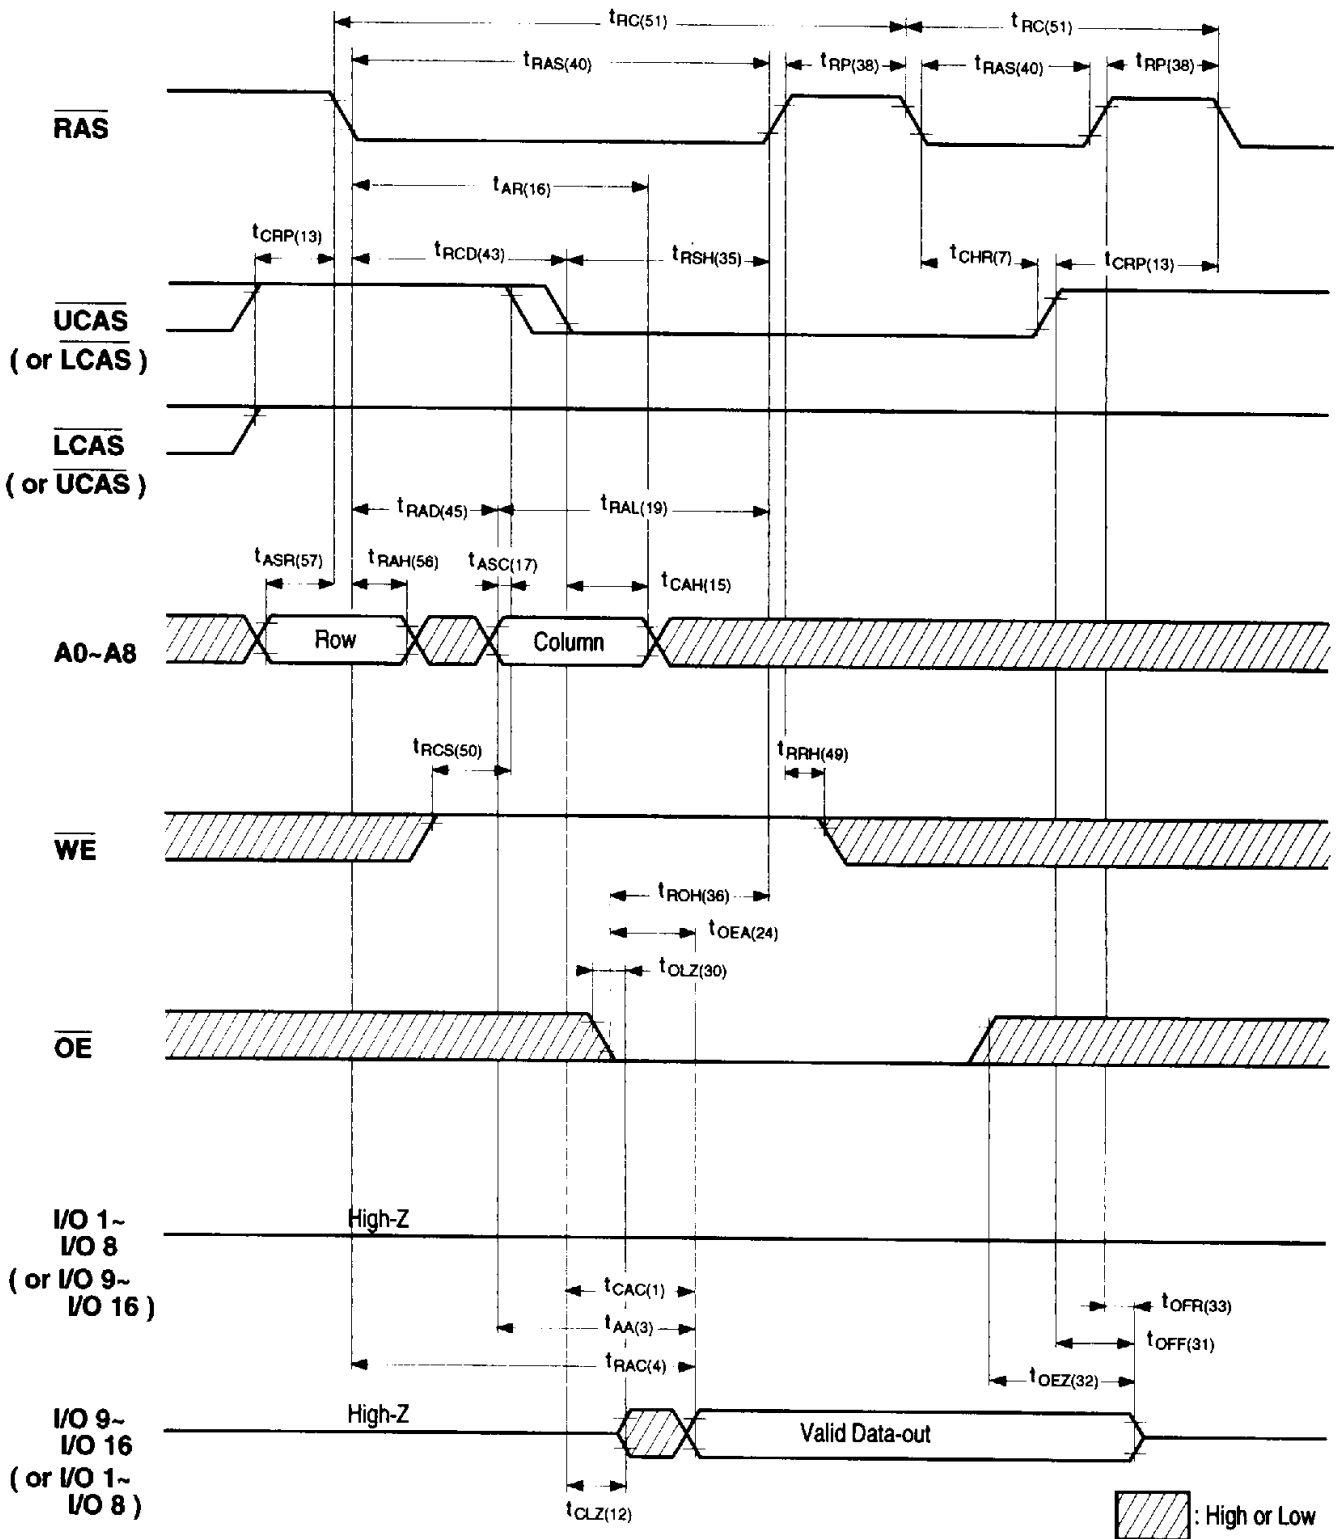 tRC(51) tRC(51)
tRAS(40) tRP(38) tRAS(40) tRP(38)
RAS
tAR(16)
tCRP(13) tRCD(43) tRSH(35) tCHR(7) tCRP(13)
UCAS
( or LCAS )
LCAS
( or UCAS )
tRAD(45) tRAL(19)
tASR(57) tRAH(56) tASC(17) tCAH(15)
A0~A8 Row Column
tRCS(50) tRRH(49)
WE
tROH(36)
tOEA(24)
tOLZ(30)
OE
I/O 1~ High-Z
I/O 8
( or I/O 9~
I/O 16 )
tCAC(1) tOFR(33)
tAA(3) tOFF(31)
tRAC(4) tOEZ(32)
I/O 9~ High-Z
I/O 16 Valid Data-out
( or I/O 1~
I/O 8 )
tCLZ(12)
: High or Low